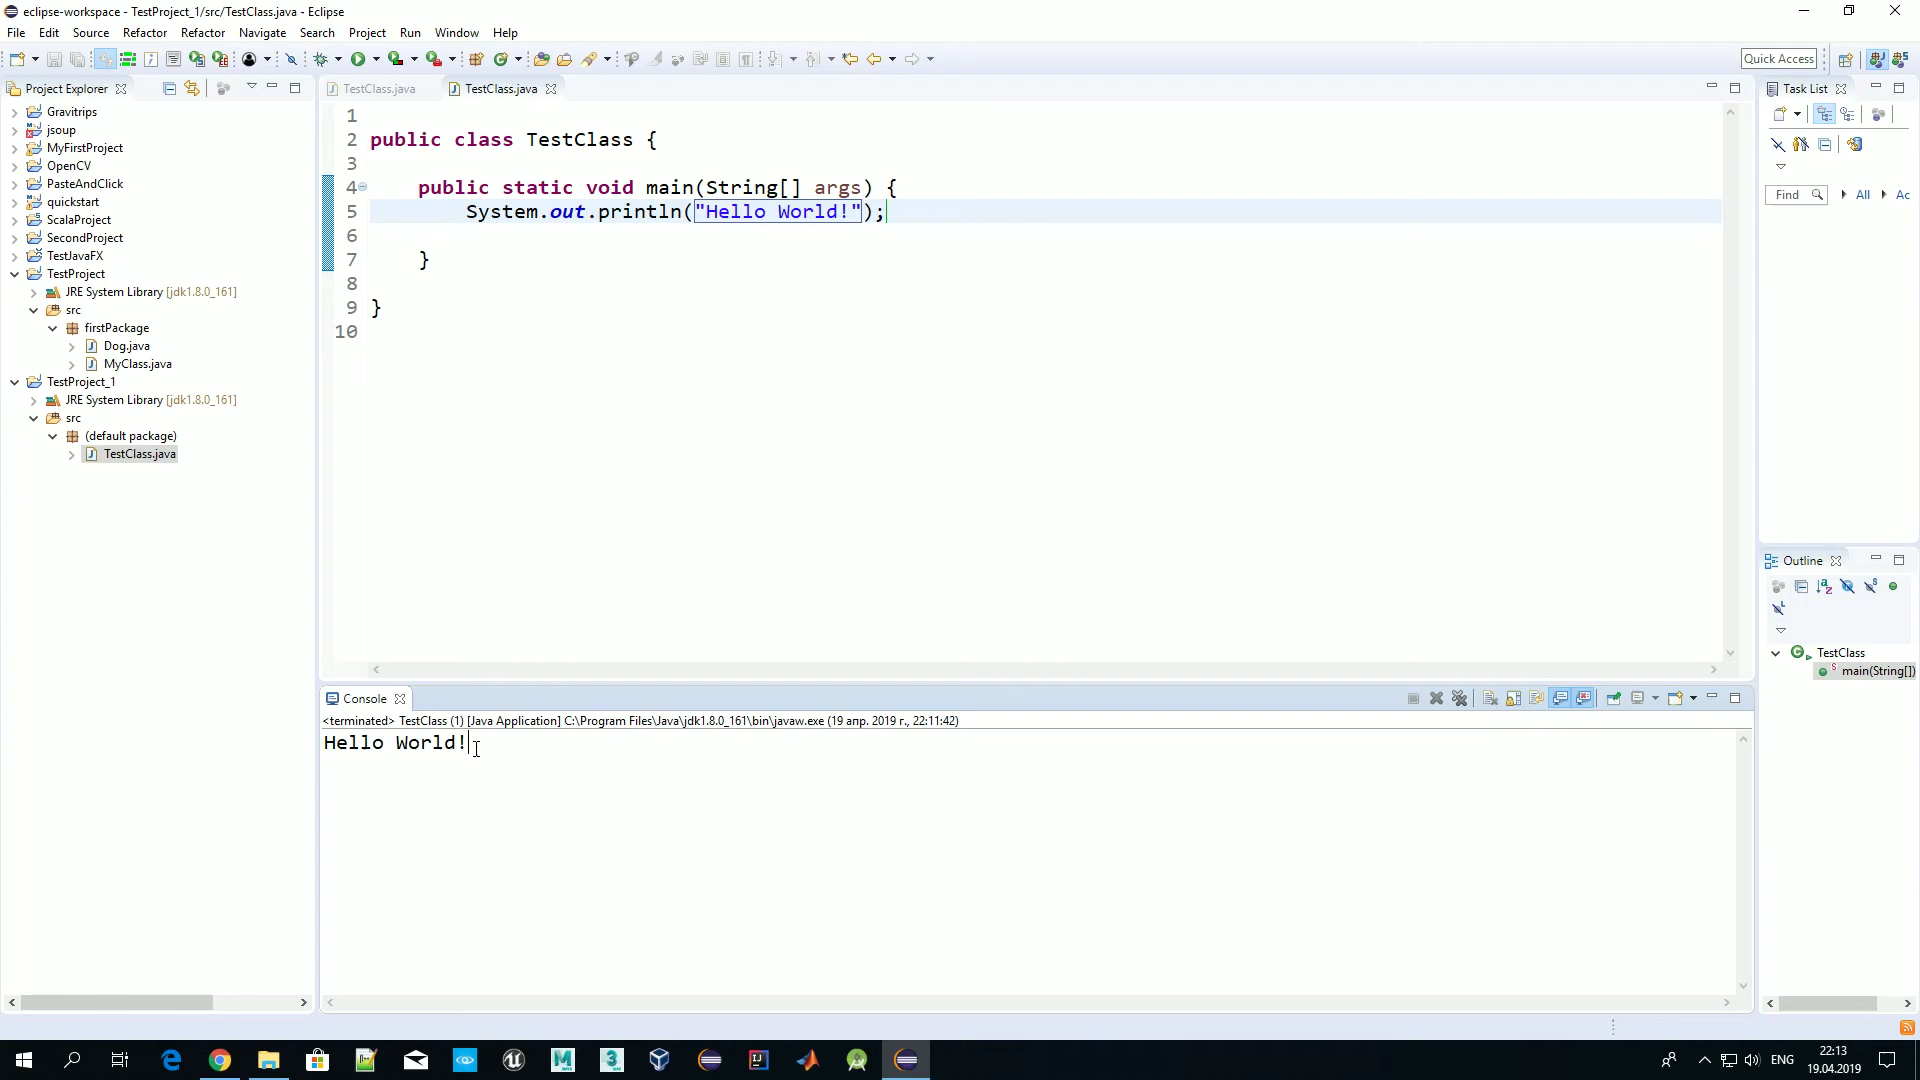 eclipse-workspace - TestProject_1/src/TestClass.java - Eclipse
File Edit Source Refactor Refactor Navigate Search Project Run Window Help
Quick Access
Project Explorer
Gravitrips
jsoup
MyFirstProject
OpenCV
PasteAndClick
quickstart
ScalaProject
SecondProject
TestJavaFX
TestProject
JRE System Library [jdk1.8.0_161]
src
firstPackage
Dog.java
MyClass.java
TestProject_1
JRE System Library [jdk1.8.0_161]
src
(default package)
TestClass.java
TestClass.java TestClass.java
1
2 public class TestClass {
3
4 public static void main(String[] args) {
5 System.out.println("Hello World!");
6
7 }
8
9 }
10
Console
<terminated> TestClass (1) [Java Application] C:\Program Files\Java\jdk1.8.0_161\bin\javaw.exe (19 апр. 2019 г., 22:11:42)
Hello World!
Task List
Find All Ac
Outline
TestClass
main(String[])
ENG
22:13
19.04.2019